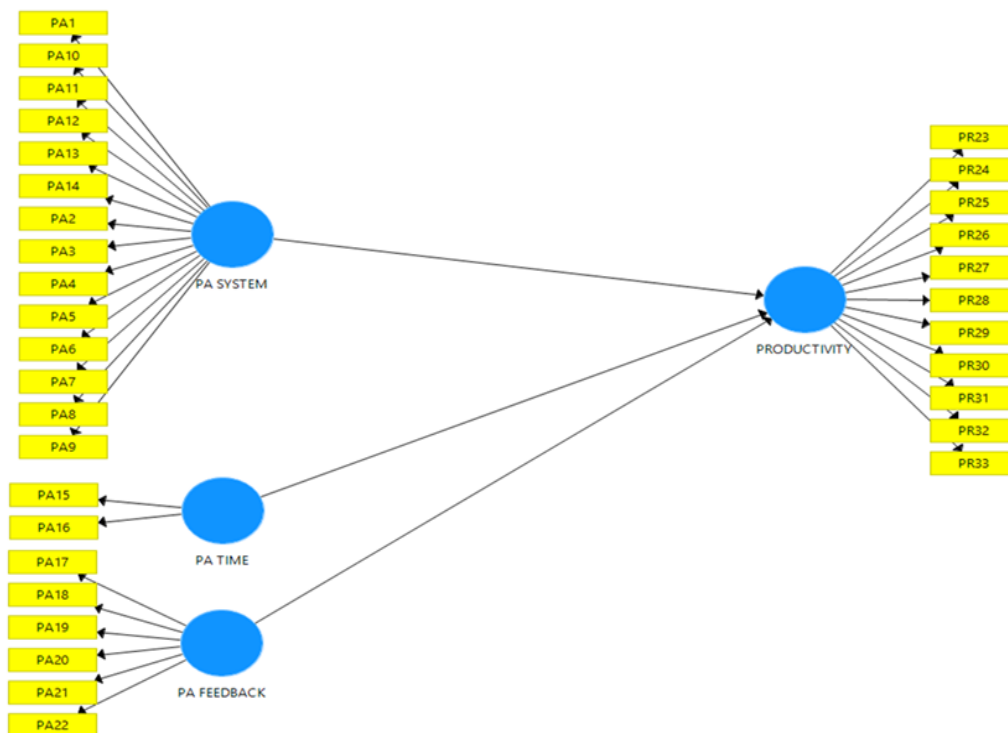 PA1
PA10
PA11
PA12
PA13
PA14
PA2
PA3
PA4
PA5
PA6
PA7
PA8
PA9
PA SYSTEM
PA15
PA16
PA TIME
PA17
PA18
PA19
PA20
PA21
PA22
PA FEEDBACK
PR23
PR24
PR25
PR26
PR27
PR28
PR29
PR30
PR31
PR32
PR33
PRODUCTIVITY